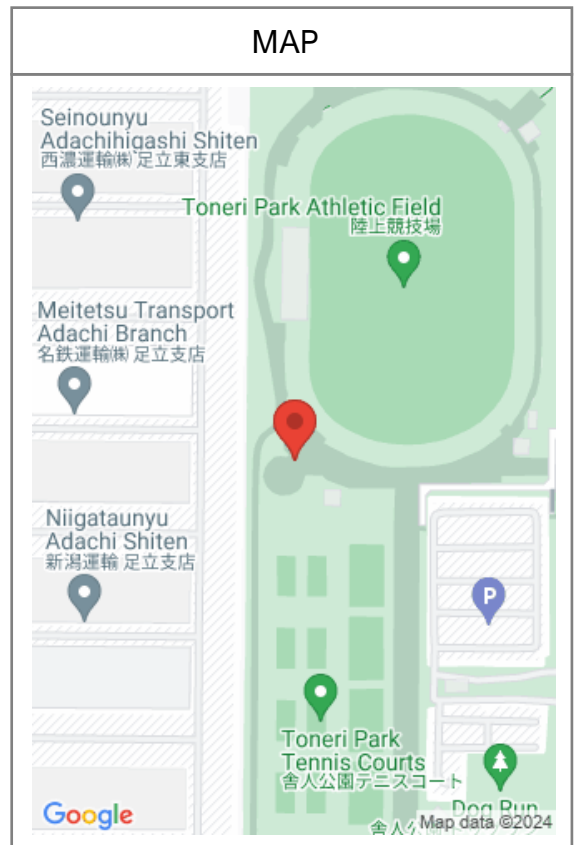 MAP
Seinounyu
Adachihigashi Shiten
西濃運輸㈱ 足立東支店
Toneri Park Athletic Field
陸上競技場
Meitetsu Transport
Adachi Branch
名鉄運輸㈱ 足立支店
Niigataunyu
Adachi Shiten
新潟運輸 足立支店
P
Toneri Park
Tennis Courts
舎人公園テニスコート
Dog Run
舎人公
Google
Map data ©2024